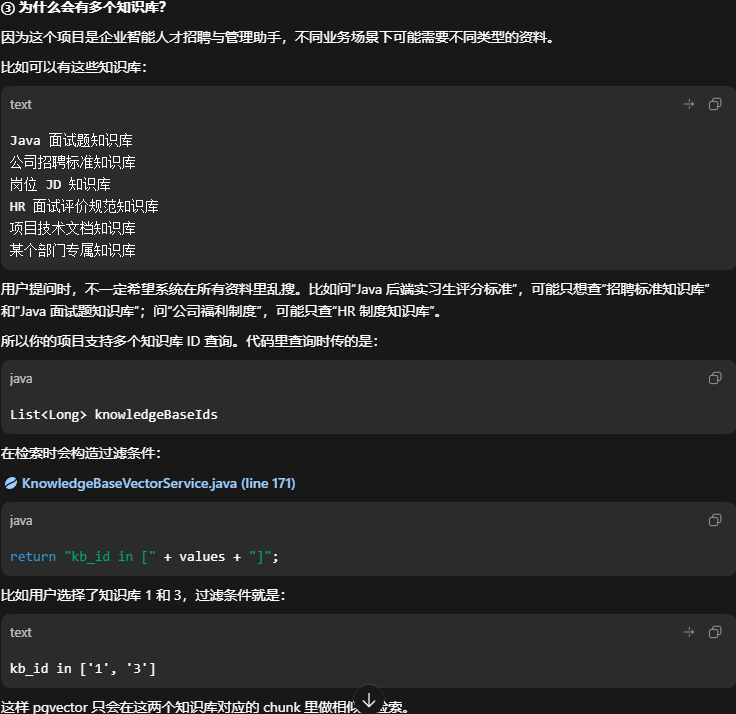 ③ 为什么会有多个知识库？
因为这个项目是企业智能人才招聘与管理助手，不同业务场景下可能需要不同类型的资料。
比如可以有这些知识库：
text
Java 面试题知识库
公司招聘标准知识库
岗位 JD 知识库
HR 面试评价规范知识库
项目技术文档知识库
某个部门专属知识库
用户提问时，不一定希望系统在所有资料里乱搜。比如问“Java 后端实习生评分标准”，可能只想查“招聘标准知识库”
和“Java 面试题知识库”；问“公司福利制度”，可能只查“HR 制度知识库”。
所以你的项目支持多个知识库 ID 查询。代码里查询时传的是：
java
List<Long> knowledgeBaseIds
在检索时会构造过滤条件：
KnowledgeBaseVectorService.java (line 171)
java
return "kb_id in [" + values + "]";
比如用户选择了知识库 1 和 3，过滤条件就是：
text
kb_id in ['1', '3']
这样 pgvector 只会在这两个知识库对应的 chunk 里做相似 检索。